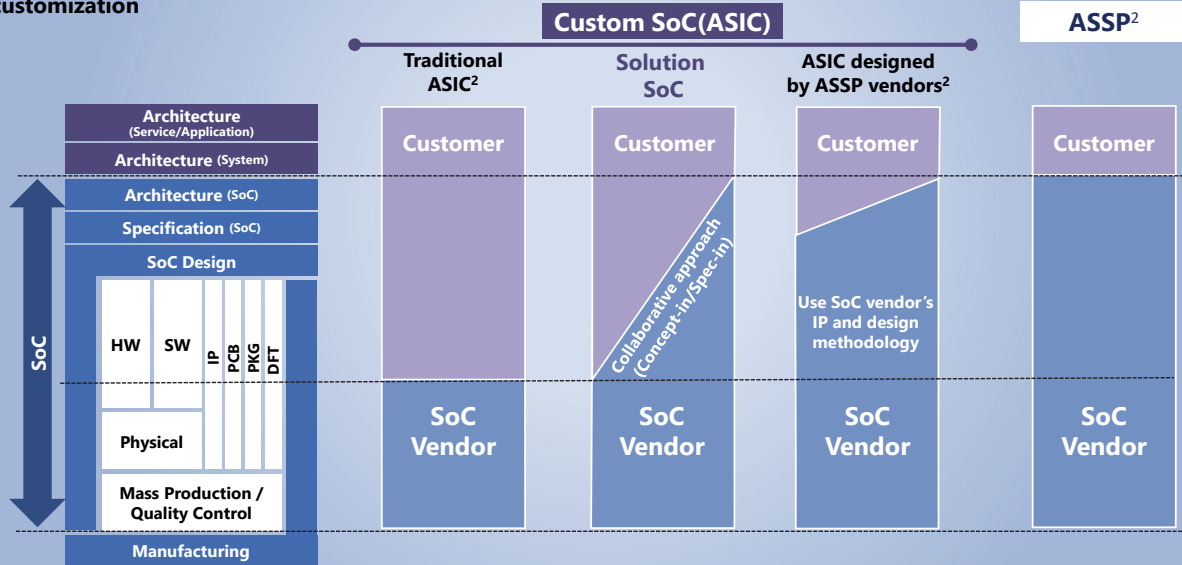 customization
Custom SoC(ASIC)
ASSP2
Traditional
ASIC2
Solution
SoC
ASIC designed
by ASSP vendors2
Architecture
(Service/Application)
Architecture (System)
Architecture (SoC)
Specification (SoC)
SoC Design
HW
SW
IP
PCB
PKG
DFT
Physical
Mass Production /
Quality Control
Manufacturing
SoC
Customer
SoC
Vendor
Customer
Collaborative approach
(Concept-in/Spec-in)
SoC
Vendor
Customer
Use SoC vendor's
IP and design
methodology
SoC
Vendor
Customer
SoC
Vendor